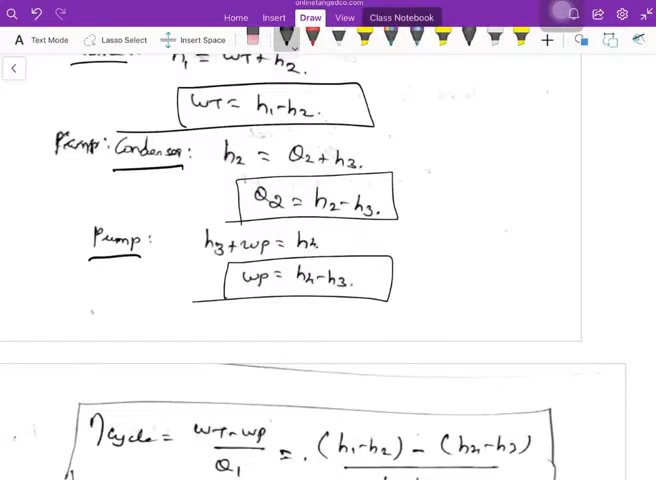 onlinetangedco.com
Home Insert Draw View Class Notebook
A Text Mode Lasso Select Insert Space
h1 = WT + h2.
WT = h1-h2.
Pump: Condenser: h2 = Q2 + h3.
Q2 = h2-h3.
Pump: h3 + wp = h4
wp = h4-h3.
ηcycle = WT-Wp / Q1 = (h1-h2) - (h4-h3)